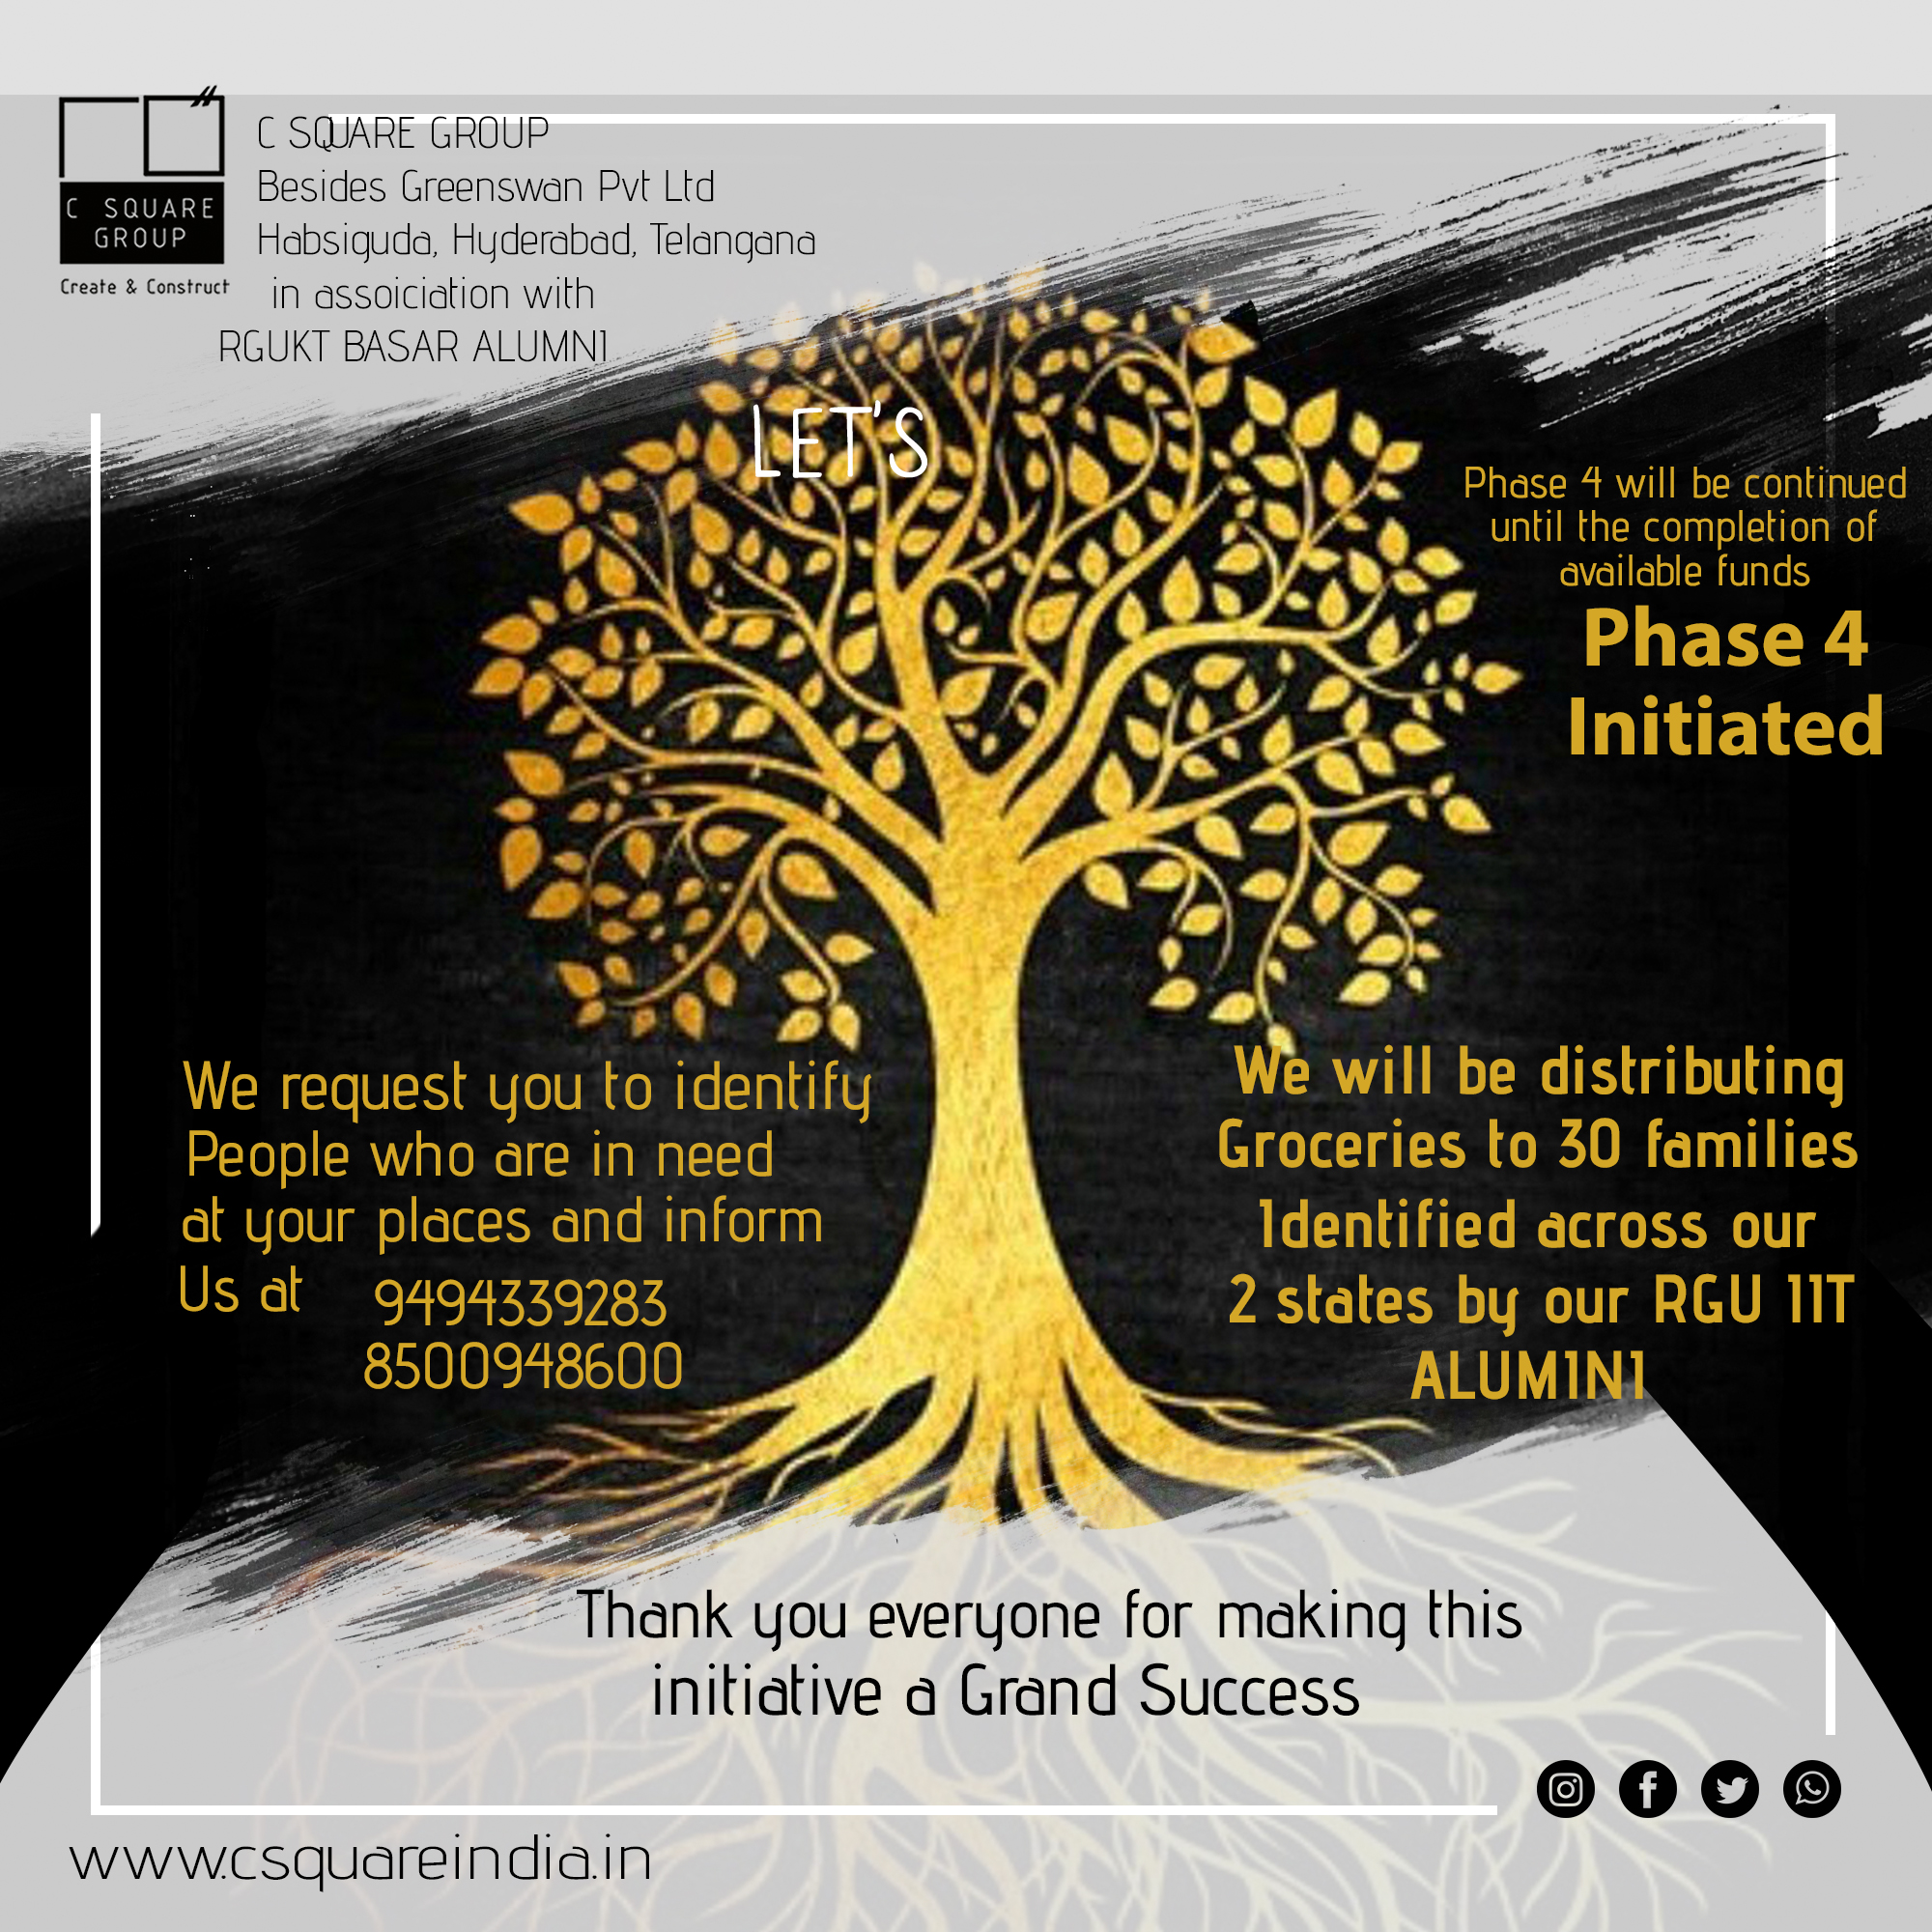 C SQUARE
GROUP
Create & Construct
C SQUARE GROUP
Besides Greenswan Pvt Ltd
Habsiguda, Hyderabad, Telangana
in assoiciation with
RGUKT BASAR ALUMNI
LET'S
Phase 4 will be continued
until the completion of
available funds
Phase 4
Initiated
We request you to identify
People who are in need
at your places and inform
Us at 9494339283
8500948600
We will be distributing
Groceries to 30 families
Identified across our
2 states by our RGU IIT
ALUMINI
Thank you everyone for making this
initiative a Grand Success
www.csquareindia.in